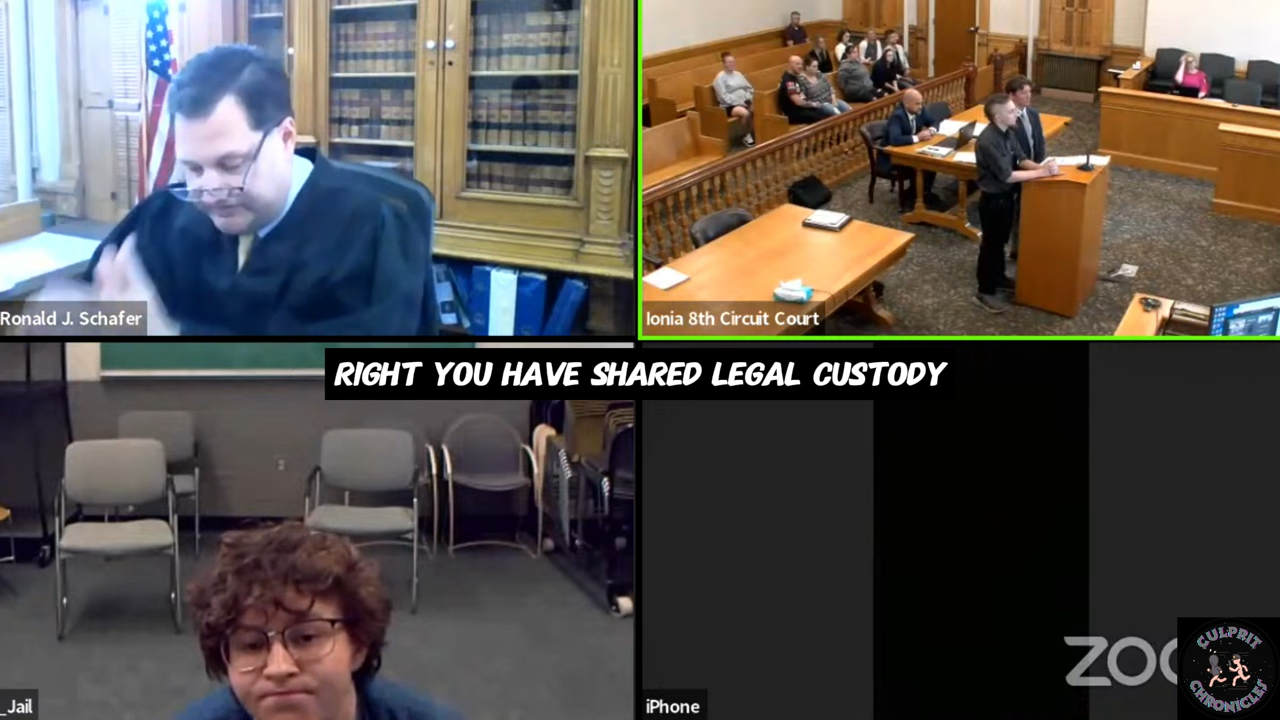 Ronald J. Schafer
Ionia 8th Circuit Court
RIGHT YOU HAVE SHARED LEGAL CUSTODY
_Jail
iPhone
ZOO
CULPRIT
CHRONICLES